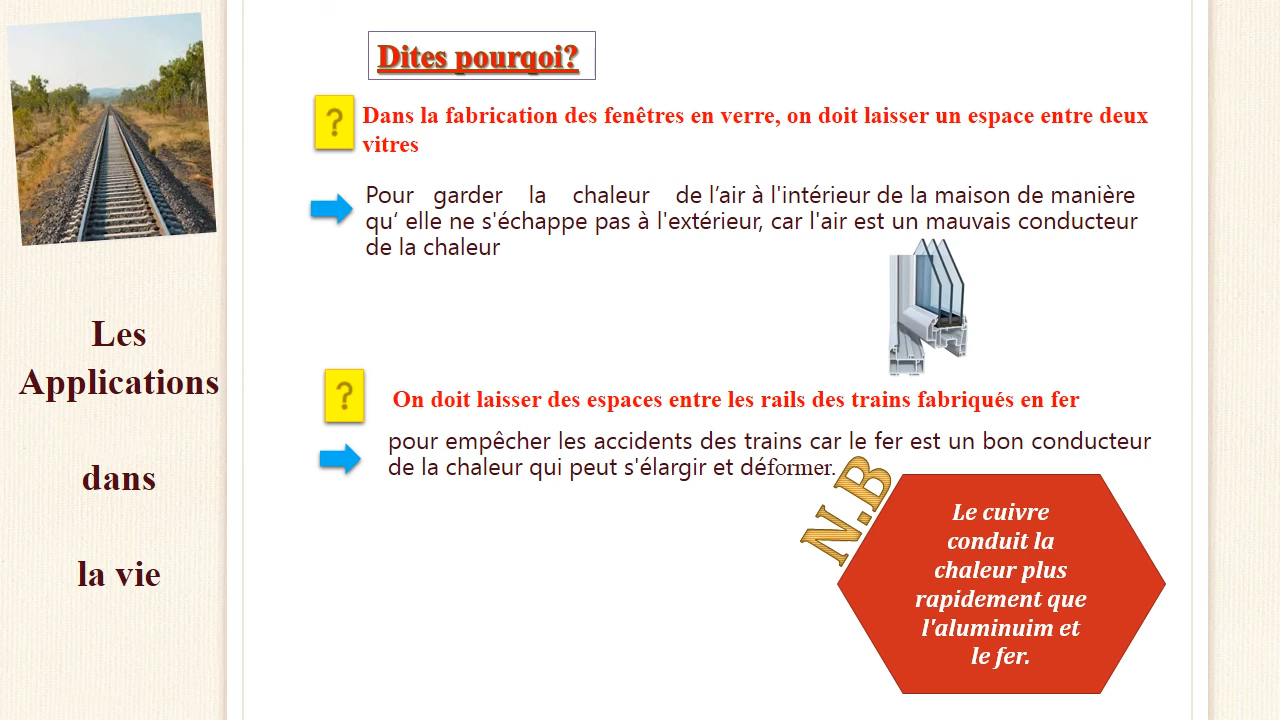 Dites pourqoi?
?
Dans la fabrication des fenêtres en verre, on doit laisser un espace entre deux
vitres
Pour garder la chaleur de l’air à l'intérieur de la maison de manière
qu‘ elle ne s'échappe pas à l'extérieur, car l'air est un mauvais conducteur
de la chaleur
Les
Applications
dans
la vie
?
On doit laisser des espaces entre les rails des trains fabriqués en fer
pour empêcher les accidents des trains car le fer est un bon conducteur
de la chaleur qui peut s'élargir et déformer.
N.B
Le cuivre
conduit la
chaleur plus
rapidement que
l'aluminuim et
le fer.